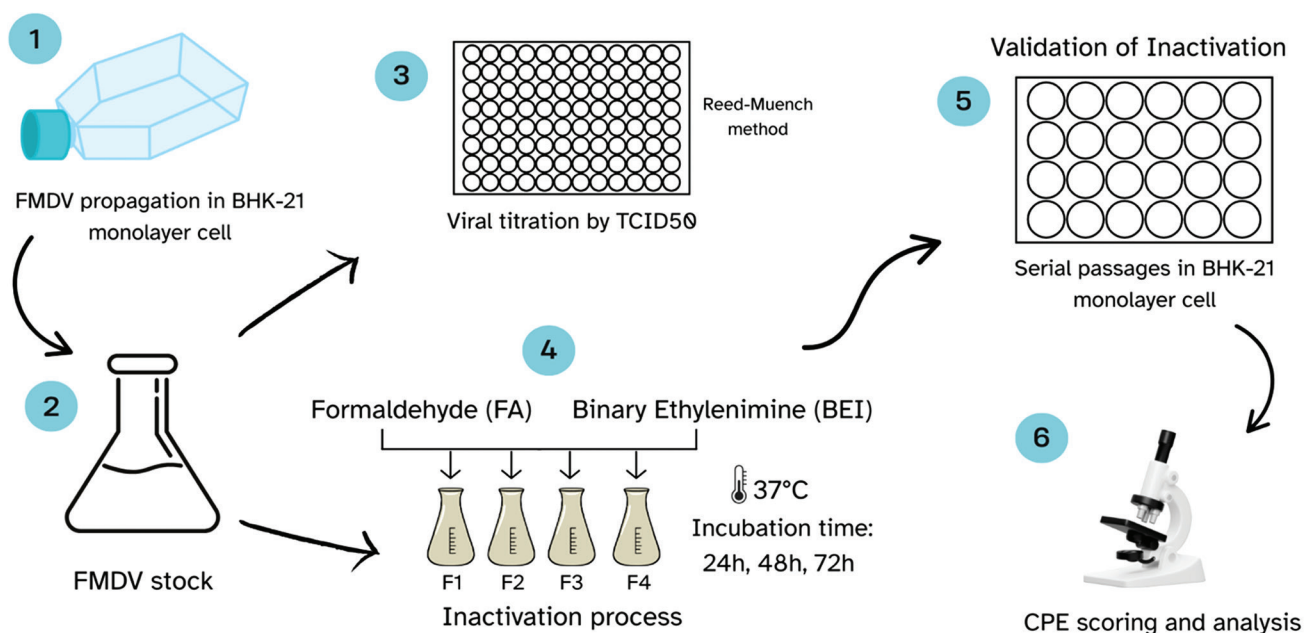 1
FMDV propagation in BHK-21
monolayer cell
2
FMDV stock
3
Reed-Muench
method
Viral titration by TCID50
4
Formaldehyde (FA)
Binary Ethylenimine (BEI)
F1
F2
F3
F4
37°C
Incubation time:
24h, 48h, 72h
Inactivation process
Validation of Inactivation
5
Serial passages in BHK-21
monolayer cell
6
CPE scoring and analysis